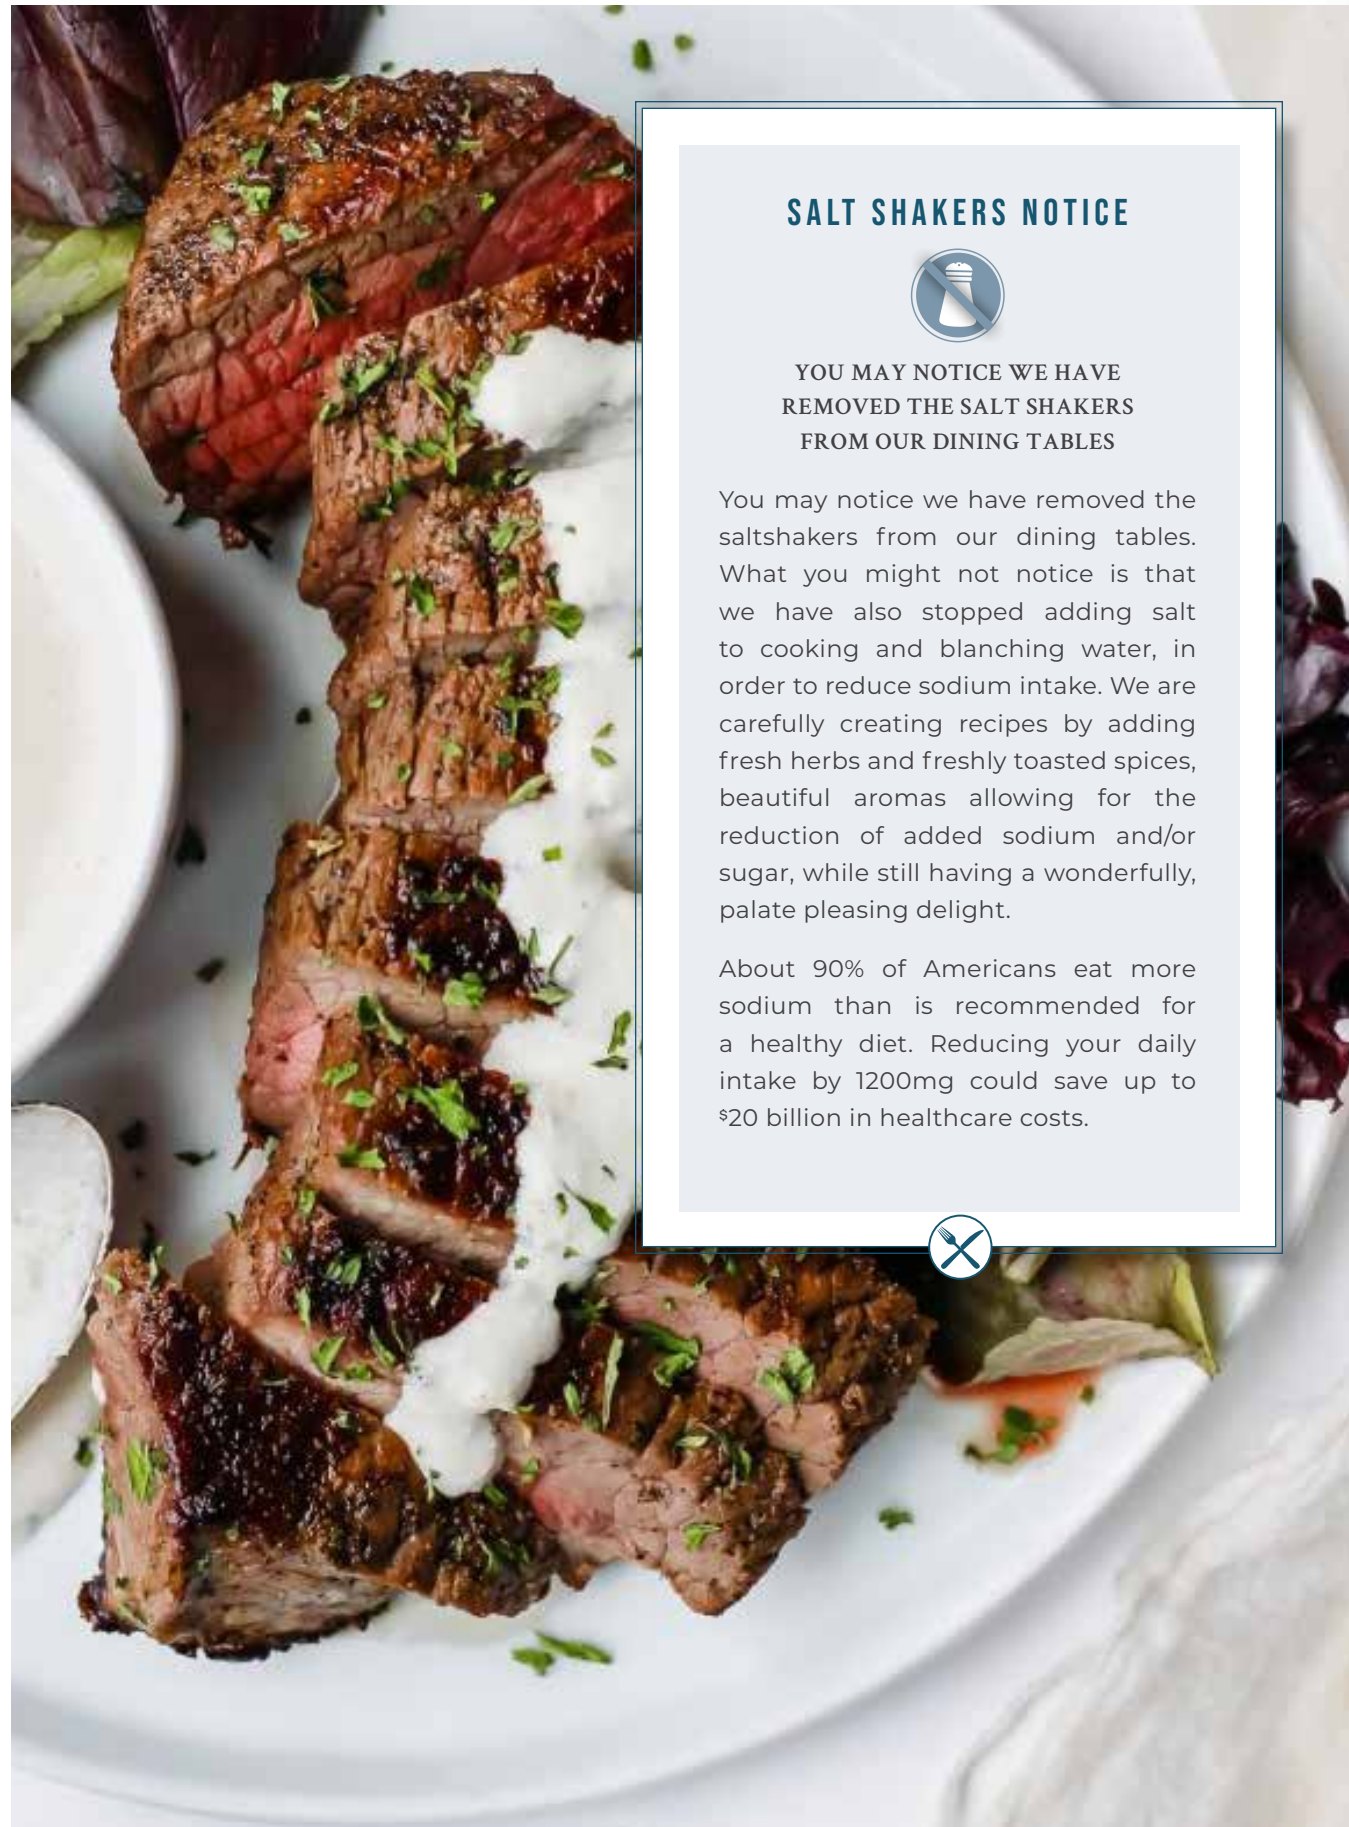 SALT SHAKERS NOTICE
YOU MAY NOTICE WE HAVE
REMOVED THE SALT SHAKERS
FROM OUR DINING TABLES
You may notice we have removed the
saltshakers from our dining tables.
What you might not notice is that
we have also stopped adding salt
to cooking and blanching water, in
order to reduce sodium intake. We are
carefully creating recipes by adding
fresh herbs and freshly toasted spices,
beautiful aromas allowing for the
reduction of added sodium and/or
sugar, while still having a wonderfully,
palate pleasing delight.
About 90% of Americans eat more
sodium than is recommended for
a healthy diet. Reducing your daily
intake by 1200mg could save up to
$20 billion in healthcare costs.